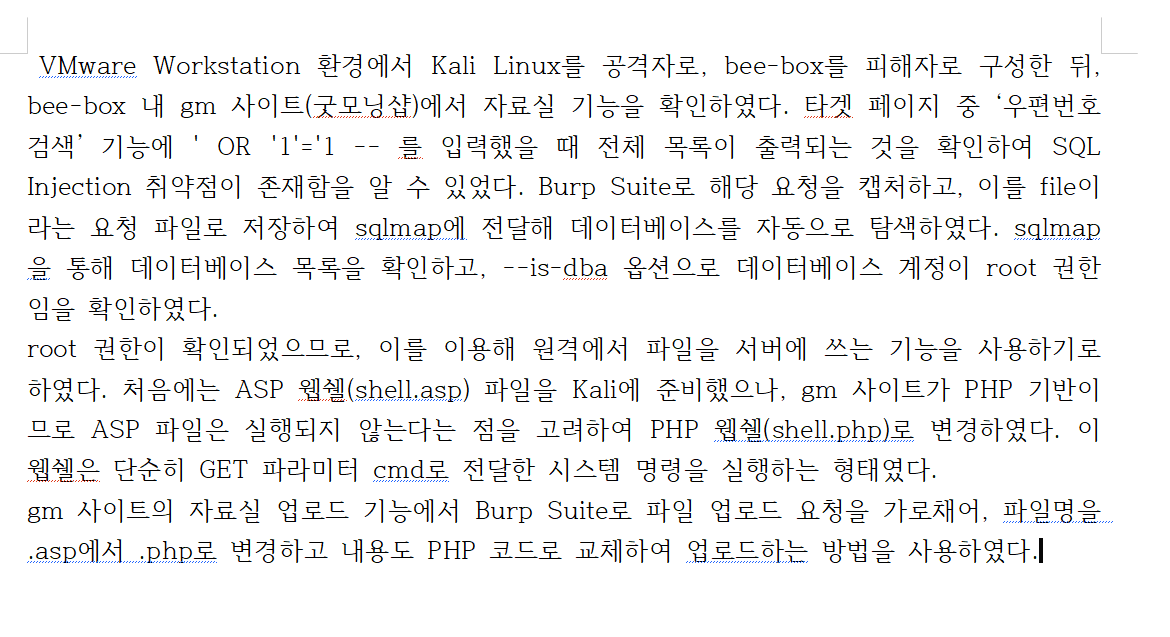 VMware Workstation 환경에서 Kali Linux를 공격자로, bee-box를 피해자로 구성한 뒤,
bee-box 내 gm 사이트(굿모닝샵)에서 자료실 기능을 확인하였다. 타겟 페이지 중 ‘우편번호
검색’ 기능에 ' OR '1'='1 -- 를 입력했을 때 전체 목록이 출력되는 것을 확인하여 SQL
Injection 취약점이 존재함을 알 수 있었다. Burp Suite로 해당 요청을 캡처하고, 이를 file이
라는 요청 파일로 저장하여 sqlmap에 전달해 데이터베이스를 자동으로 탐색하였다. sqlmap
을 통해 데이터베이스 목록을 확인하고, --is-dba 옵션으로 데이터베이스 계정이 root 권한
임을 확인하였다.
root 권한이 확인되었으므로, 이를 이용해 원격에서 파일을 서버에 쓰는 기능을 사용하기로
하였다. 처음에는 ASP 웹쉘(shell.asp) 파일을 Kali에 준비했으나, gm 사이트가 PHP 기반이
므로 ASP 파일은 실행되지 않는다는 점을 고려하여 PHP 웹쉘(shell.php)로 변경하였다. 이
웹쉘은 단순히 GET 파라미터 cmd로 전달한 시스템 명령을 실행하는 형태였다.
gm 사이트의 자료실 업로드 기능에서 Burp Suite로 파일 업로드 요청을 가로채어, 파일명을
.asp에서 .php로 변경하고 내용도 PHP 코드로 교체하여 업로드하는 방법을 사용하였다.